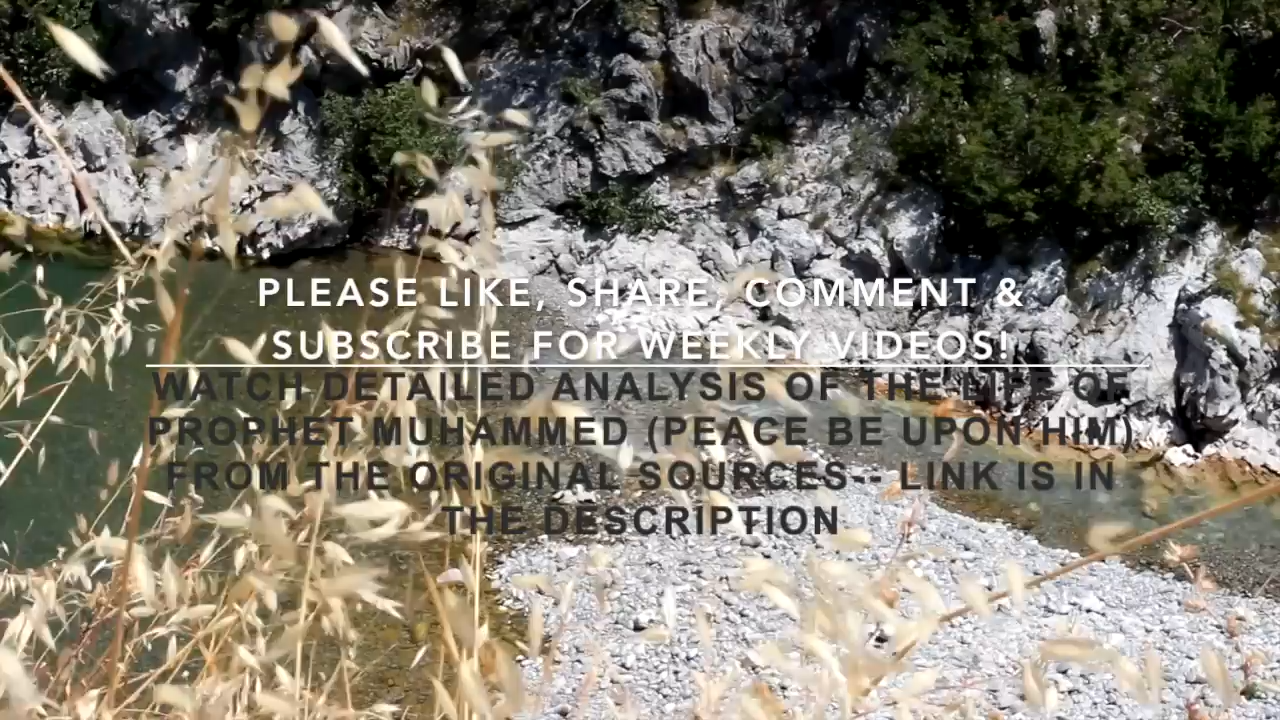 PLEASE LIKE, SHARE, COMMENT &
SUBSCRIBE FOR WEEKLY VIDEOS!
WATCH DETAILED ANALYSIS OF THE LIFE OF
PROPHET MUHAMMED (PEACE BE UPON HIM)
FROM THE ORIGINAL SOURCES-- LINK IS IN
THE DESCRIPTION